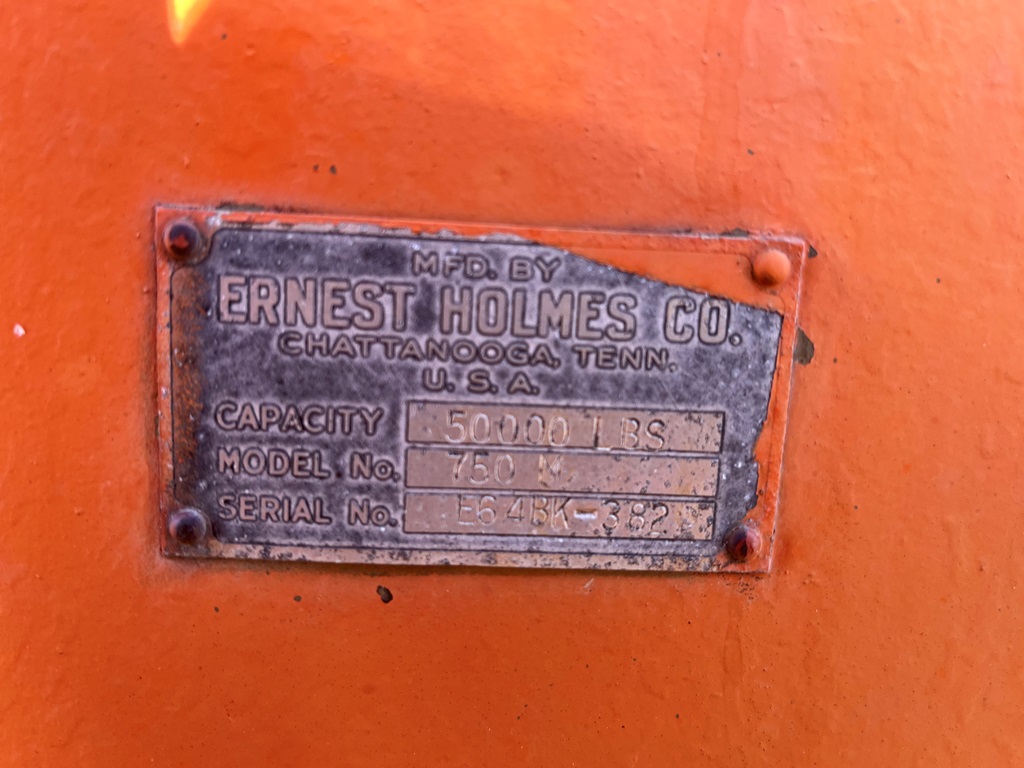 MFD. BY
ERNEST HOLMES CO.
CHATTANOOGA, TENN.
U. S. A.
CAPACITY 50000 LBS
MODEL No. 750 M
SERIAL No. E64BK-382